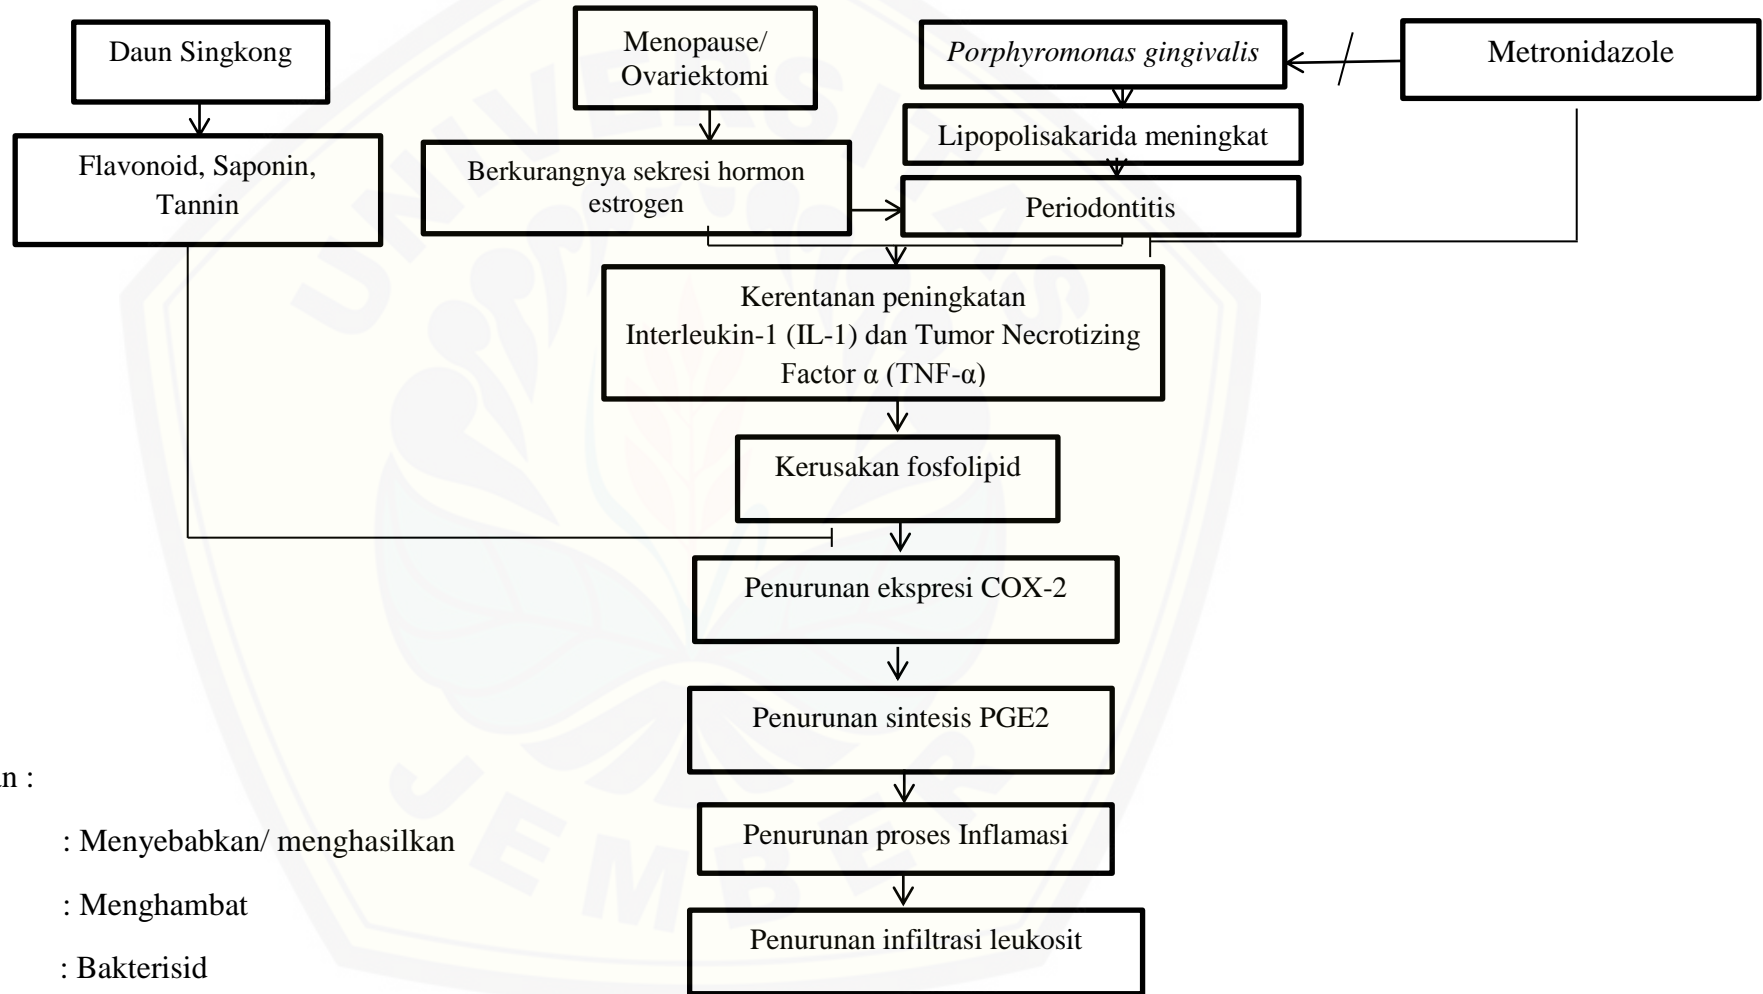 Daun Singkong
Menopause/
Ovariektomi
Porphyromonas gingivalis
Metronidazole
Flavonoid, Saponin,
Tannin
Berkurangnya sekresi hormon
estrogen
Lipopolisakarida meningkat
Periodontitis
Kerentanan peningkatan
Interleukin-1 (IL-1) dan Tumor Necrotizing
Factor α (TNF-α)
Kerusakan fosfolipid
Penurunan ekspresi COX-2
Penurunan sintesis PGE2
Penurunan proses Inflamasi
Penurunan infiltrasi leukosit
: Menyebabkan/ menghasilkan
: Menghambat
: Bakterisid
UNIVERSITAS
JEMBER